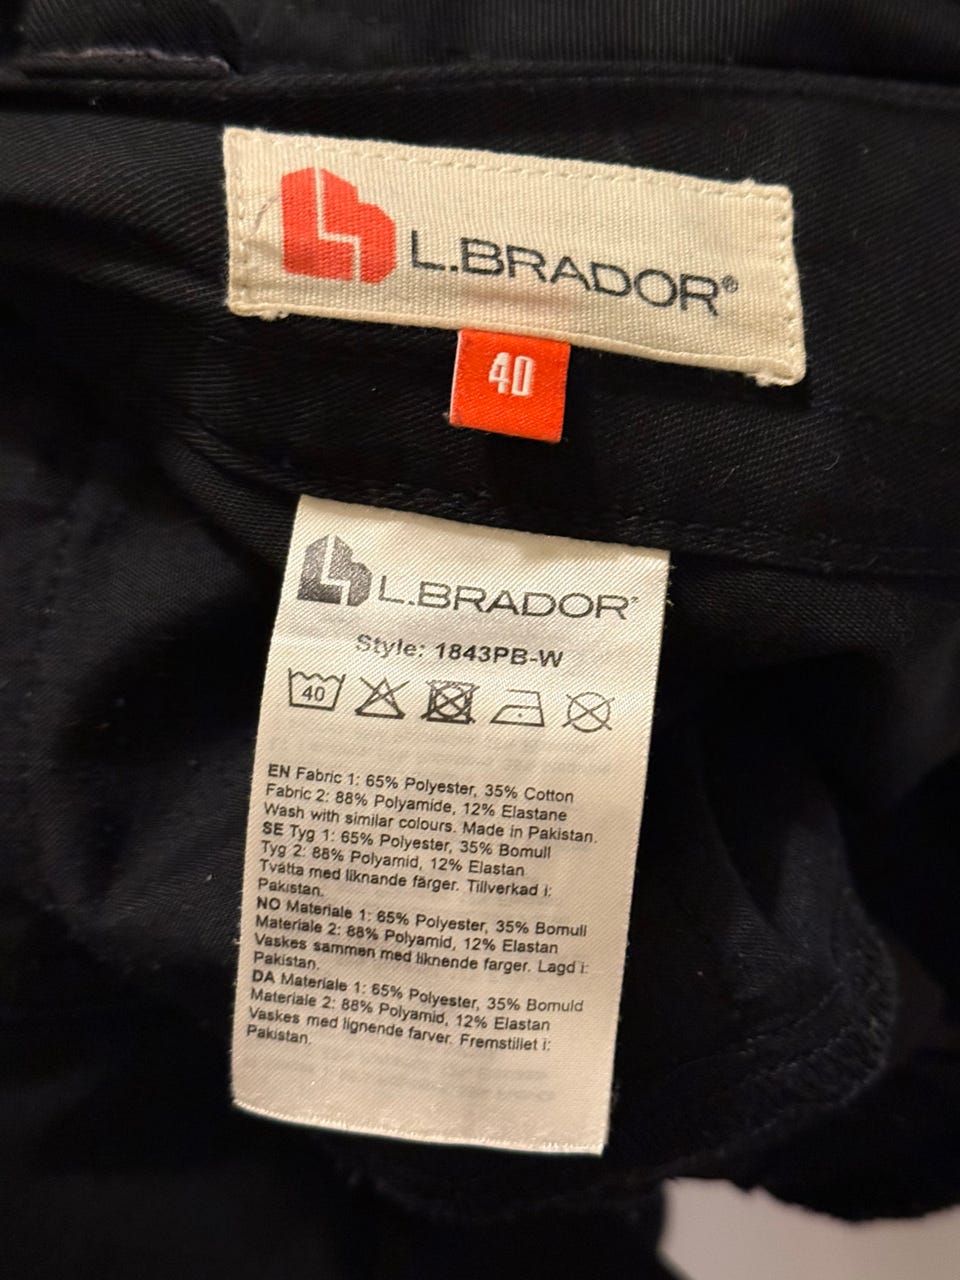 L.BRADOR®
40
L.BRADOR®
Style: 1843PB-W
40
EN Fabric 1: 65% Polyester, 35% Cotton
Fabric 2: 88% Polyamide, 12% Elastane
Wash with similar colours. Made in Pakistan.
SE Tyg 1: 65% Polyester, 35% Bomull
Tyg 2: 88% Polyamid, 12% Elastan
Tvätta med liknande färger. Tillverkad i:
Pakistan.
NO Materiale 1: 65% Polyester, 35% Bomull
Materiale 2: 88% Polyamid, 12% Elastan
Vaskes sammen med liknende farger. Lagd i:
Pakistan.
DA Materiale 1: 65% Polyester, 35% Bomuld
Materiale 2: 88% Polyamid, 12% Elastan
Vaskes med lignende farver. Fremstillet i:
Pakistan.